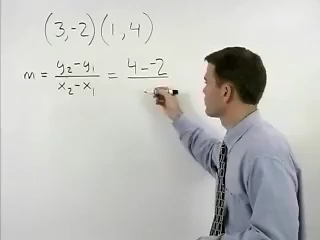 (3,-2)(1,4)
m = y₂-y₁/x₂-x₁ = 4--2/